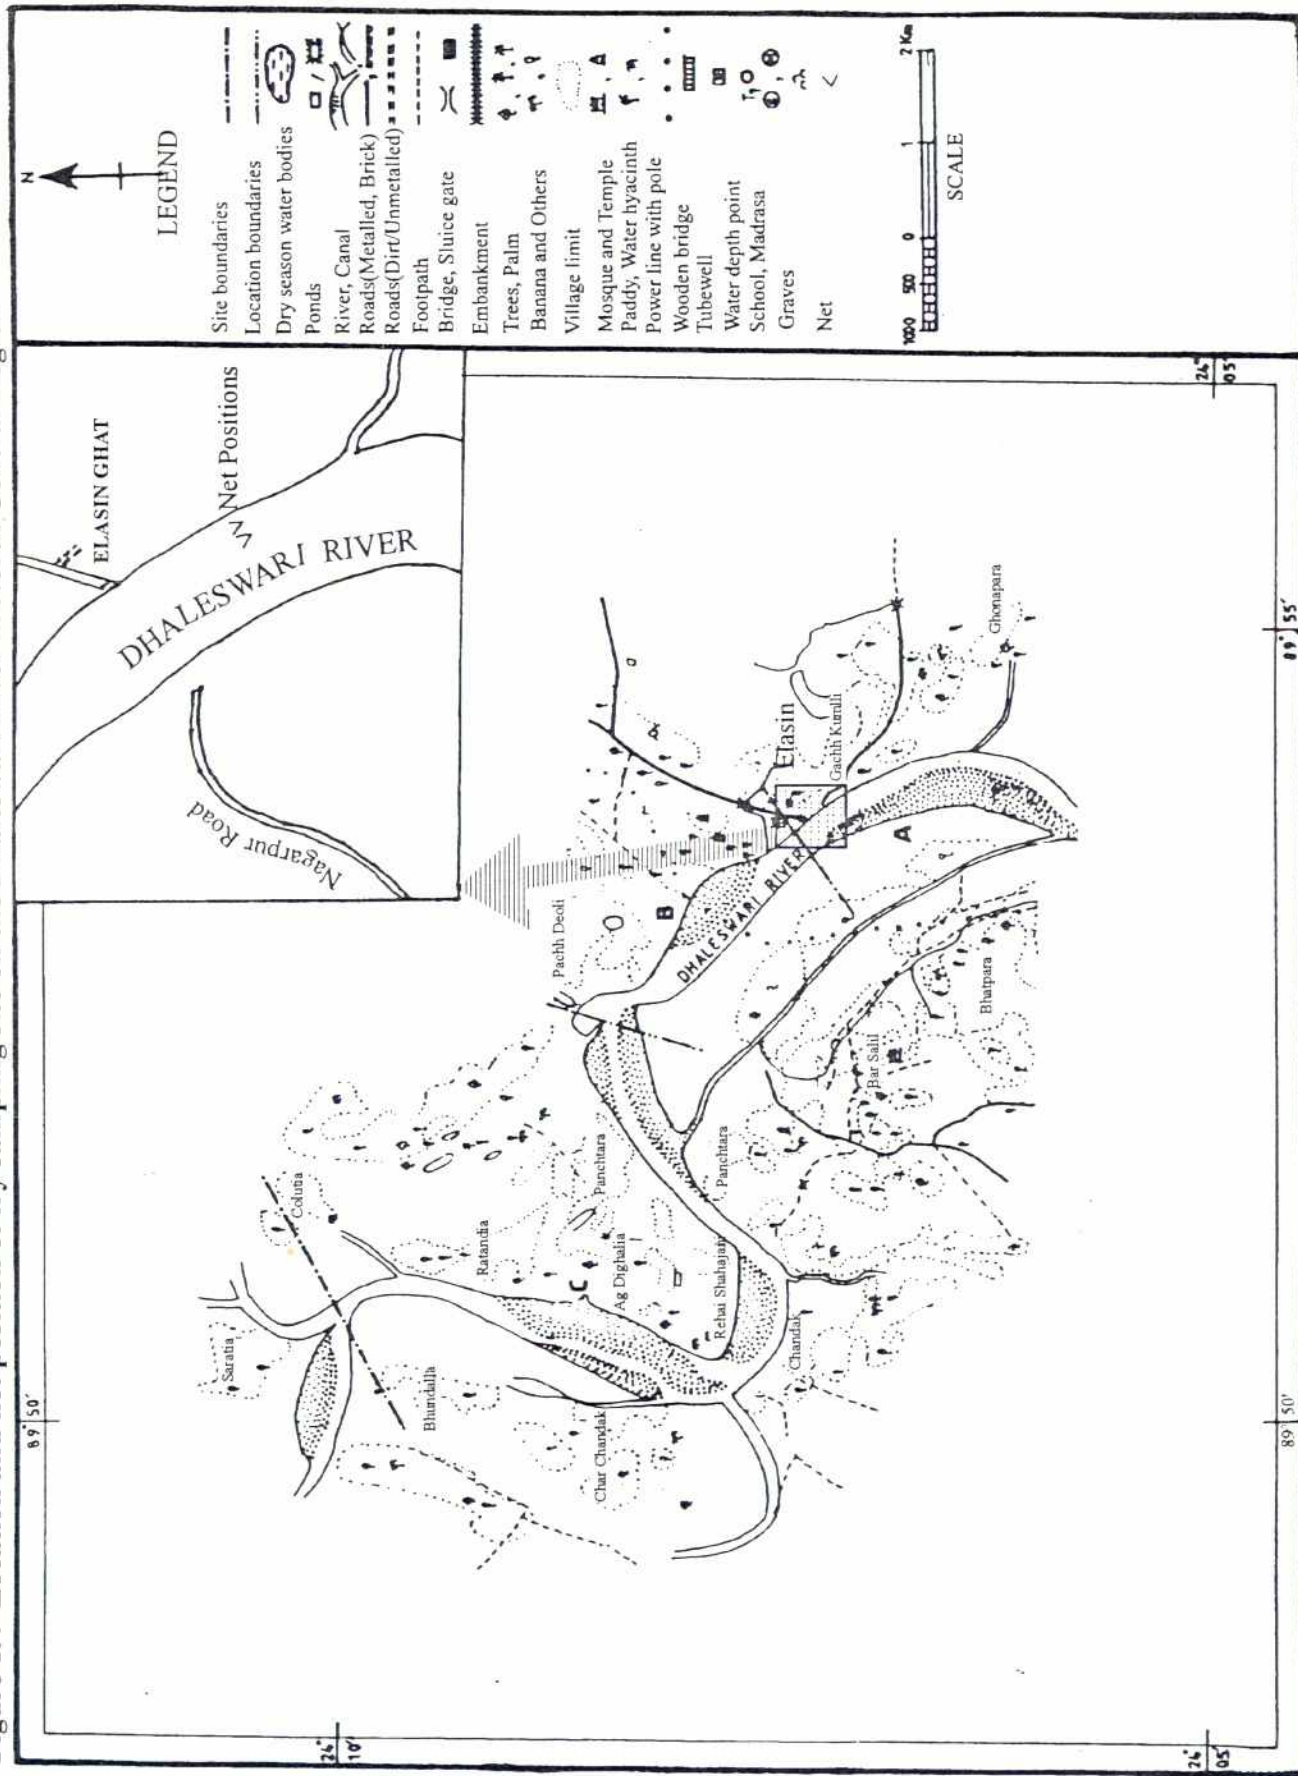 N
LEGEND
Site boundaries
Location boundaries
Dry season water bodies
Ponds
River, Canal
Roads(Metalled, Brick)
Roads(Dirt/Unmetalled)
Footpath
Bridge, Sluice gate
Embankment
Trees, Palm
Banana and Others
Village limit
Mosque and Temple
Paddy, Water hyacinth
Power line with pole
Wooden bridge
Tubewell
Water depth point
School, Madrasa
Graves
Net
1000 500 0 1 2 Km
SCALE
ELASIN GHAT
Net Positions
DHALESWARI RIVER
Nagarpur Road
89° 50'
24° 10'
Saratia
Colutia
Bhundalla
Ratandia
Panchtara
Pachh Deoli
Char Chandak
Ag Dighalia
C
B
DHALESWARI RIVER
Elasin
Rehai Shahajani
Panchtara
Gachh Kumlli
Chandak
Bar Salil
A
Bhatpara
Ghonapara
24° 05'
24° 05'
89° 50'
89° 55'